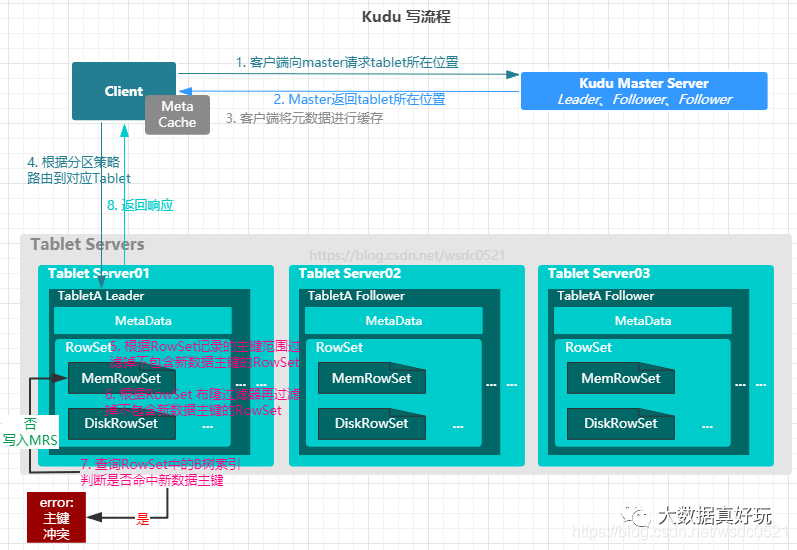 Kudu 写流程
1. 客户端向master请求tablet所在位置
Client
Kudu Master Server
Leader、Follower、Follower
Meta
Cache
2. Master返回tablet所在位置
3. 客户端将元数据进行缓存
4. 根据分区策略
路由到对应Tablet
8. 返回响应
Tablet Servers
https://blog.csdn.net/wsdc0521
Tablet Server01
Tablet Server02
Tablet Server03
TabletA Leader
TabletA Follower
TabletA Follower
MetaData
MetaData
MetaData
RowSet
RowSet
RowSet
5. 根据RowSet记录的主键范围过
滤掉不包含新数据主键的RowSet
MemRowSet
MemRowSet
MemRowSet
... ...
... ...
... ...
6. 根据RowSet 布隆过滤器再过滤
掉不包含新数据主键的RowSet
DiskRowSet
...
DiskRowSet
...
DiskRowSet
...
否
写入MRS
7. 查询RowSet中的B树索引
判断是否命中新数据主键
error:
主键
冲突
是
大数据真好玩
https://blog.csdn.net/wsdc0521